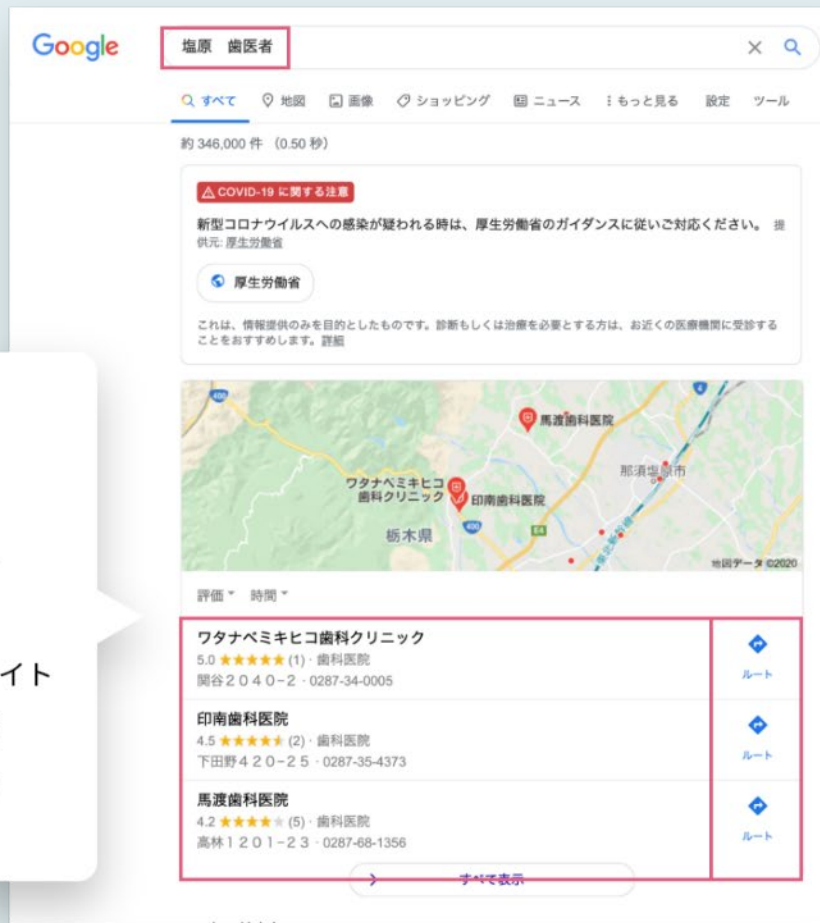 Google
塩原　歯医者
すべて 地図 画像 ショッピング ニュース もっと見る 設定 ツール
約 346,000 件 （0.50 秒）
COVID-19 に関する注意
新型コロナウイルスへの感染が疑われる時は、厚生労働省のガイダンスに従いご対応ください。 提
供元: 厚生労働省
厚生労働省
これは、情報提供のみを目的としたものです。診断もしくは治療を必要とする方は、お近くの医療機関に受診する
ことをおすすめします。詳細
400
4
馬渡歯科医院
那須塩原市
ワタナベミキヒコ
歯科クリニック
印南歯科医院
400
E4
栃木県
東北新幹線
地図データ ©2020
評価 時間
イト
ワタナベミキヒコ歯科クリニック
5.0 ★★★★★ (1) · 歯科医院
関谷２０４０−２ · 0287-34-0005
ルート
印南歯科医院
4.5 ★★★★★ (2) · 歯科医院
下田野４２０−２５ · 0287-35-4373
ルート
馬渡歯科医院
4.2 ★★★★★ (5) · 歯科医院
高林１２０１−２３ · 0287-68-1356
ルート
すべて表示